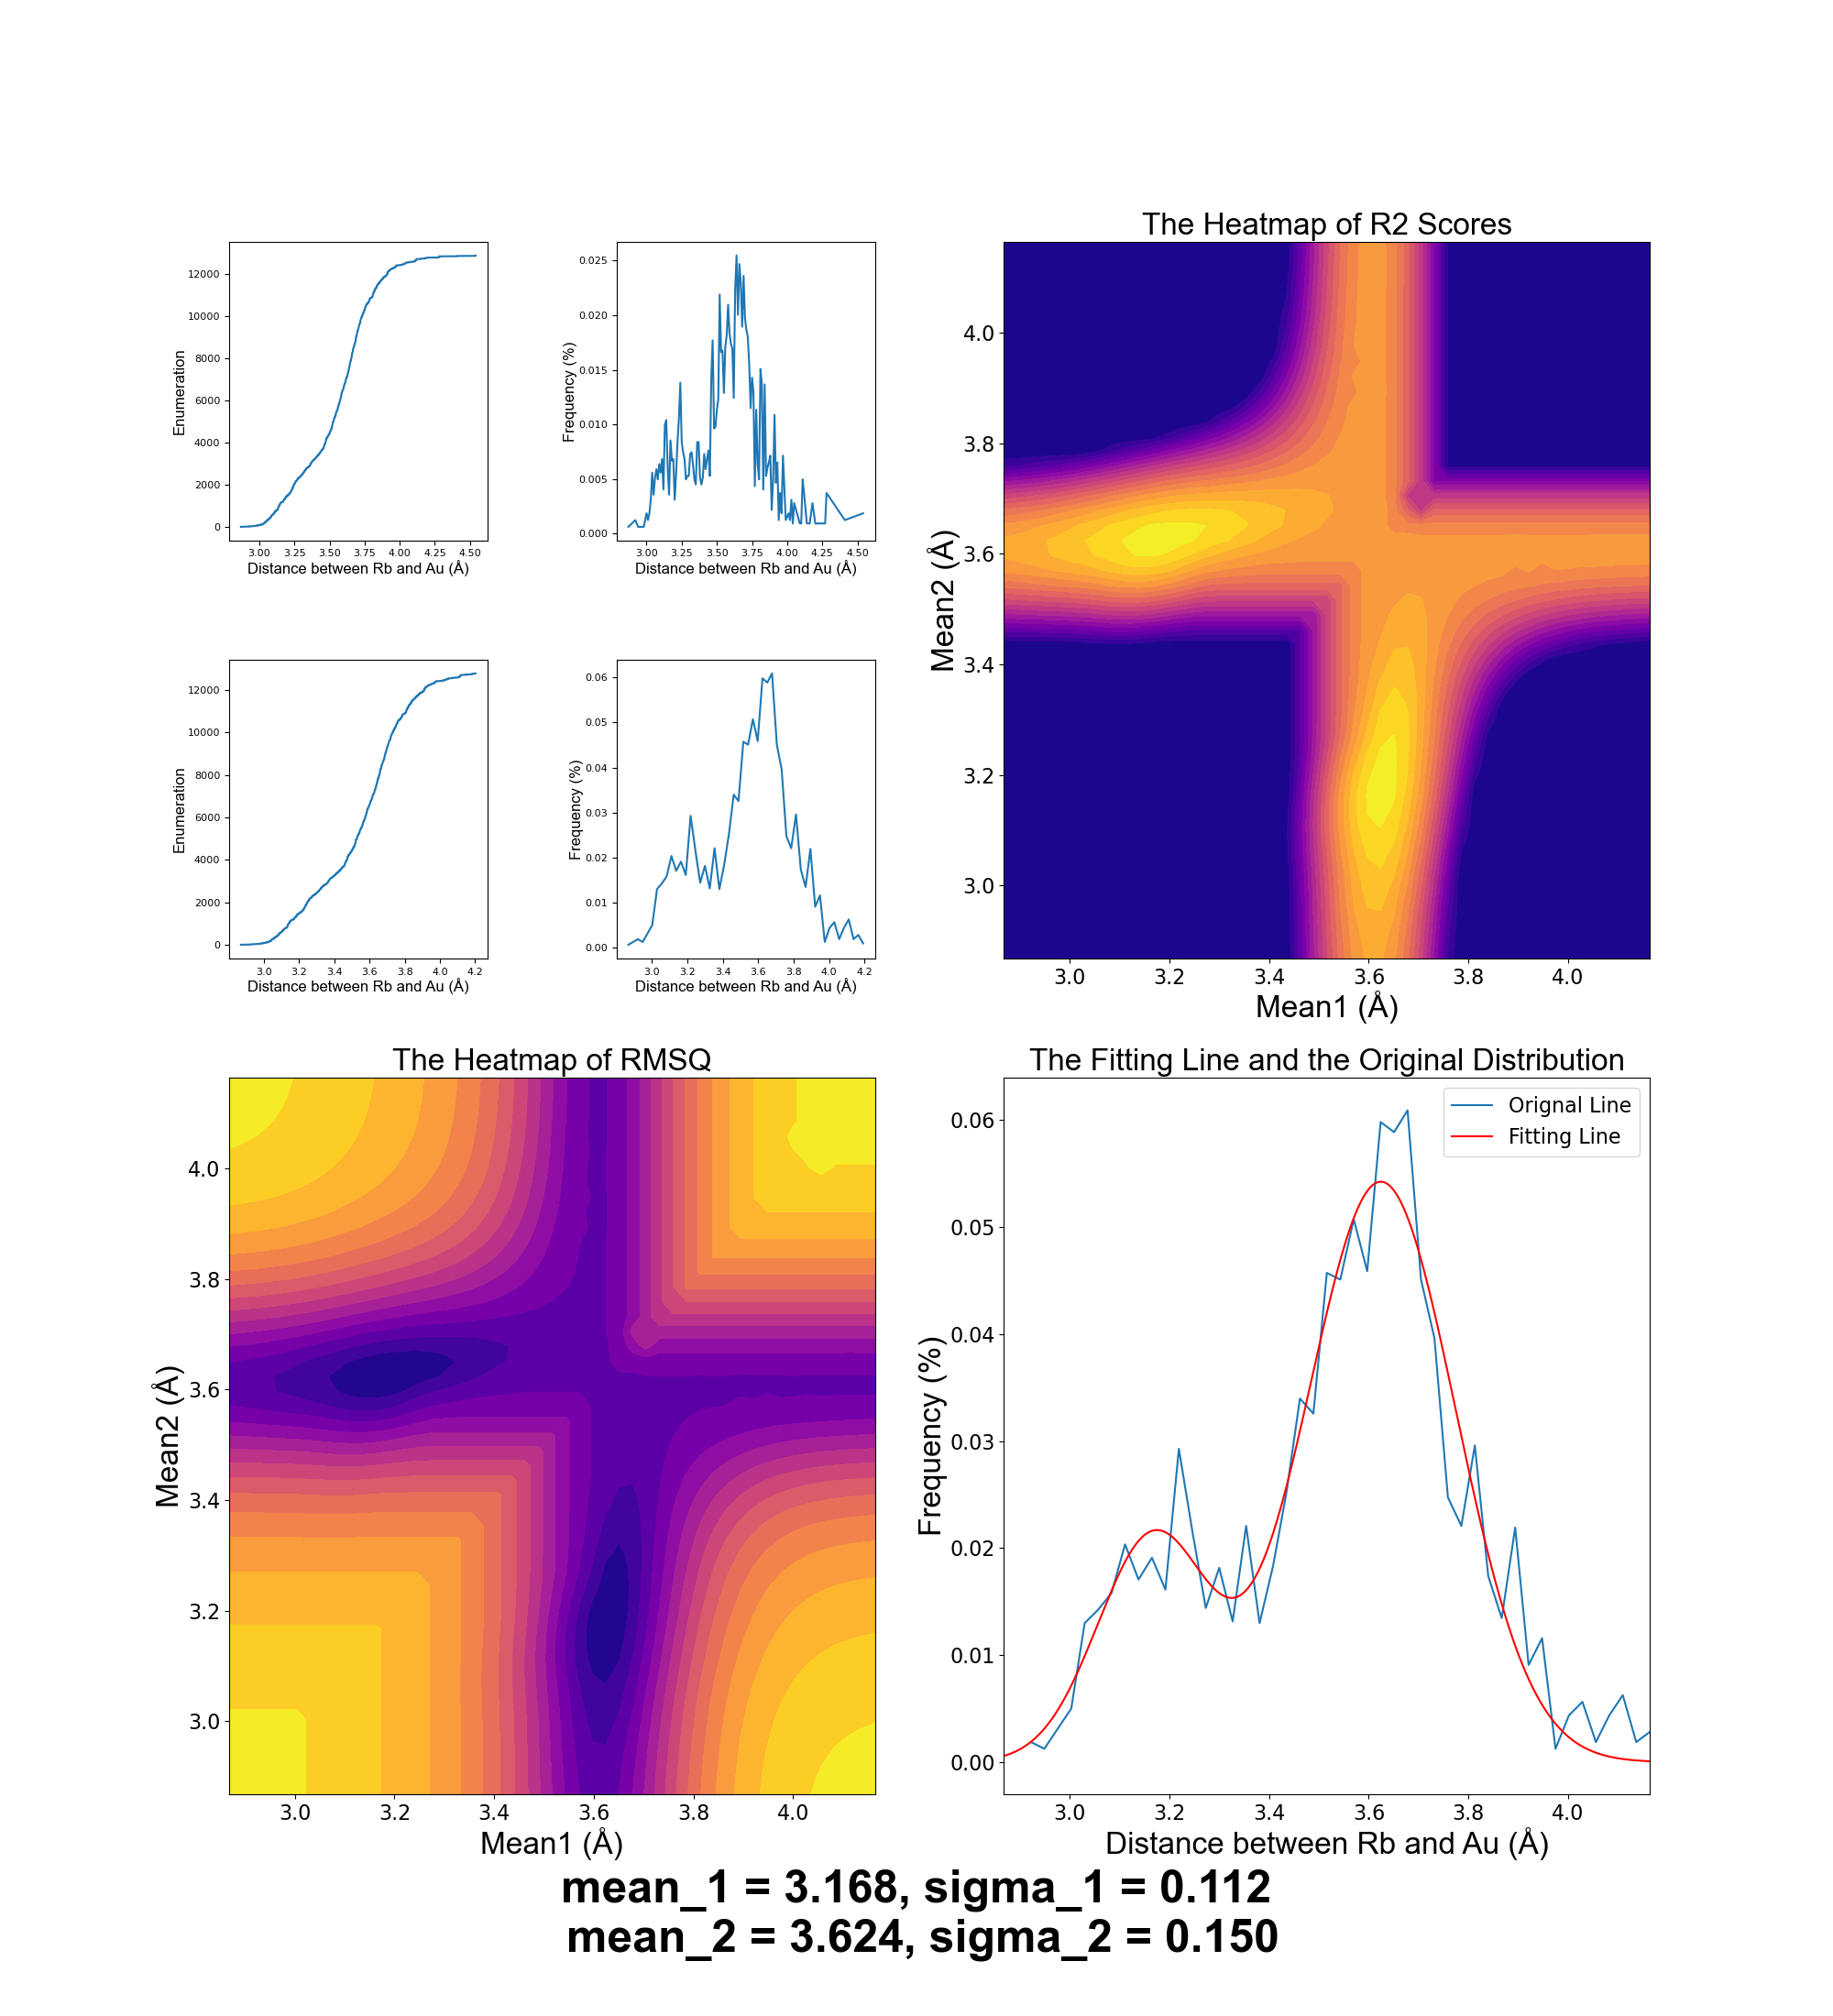 The Heatmap of R2 Scores
12000
10000
8000
6000
4000
2000
0
Enumeration
3.00 3.25 3.50 3.75 4.00 4.25 4.50
Distance between Rb and Au (Å)
0.025
0.020
0.015
0.010
0.005
0.000
Frequency (%)
3.00 3.25 3.50 3.75 4.00 4.25 4.50
Distance between Rb and Au (Å)
4.0
3.8
3.6
3.4
3.2
3.0
Mean2 (Å)
3.0 3.2 3.4 3.6 3.8 4.0
Mean1 (Å)
12000
10000
8000
6000
4000
2000
0
Enumeration
3.0 3.2 3.4 3.6 3.8 4.0 4.2
Distance between Rb and Au (Å)
0.06
0.05
0.04
0.03
0.02
0.01
0.00
Frequency (%)
3.0 3.2 3.4 3.6 3.8 4.0 4.2
Distance between Rb and Au (Å)
The Heatmap of RMSQ
4.0
3.8
3.6
3.4
3.2
3.0
Mean2 (Å)
3.0 3.2 3.4 3.6 3.8 4.0
Mean1 (Å)
The Fitting Line and the Original Distribution
Orignal Line
Fitting Line
0.06
0.05
0.04
0.03
0.02
0.01
0.00
Frequency (%)
3.0 3.2 3.4 3.6 3.8 4.0
Distance between Rb and Au (Å)
mean_1 = 3.168, sigma_1 = 0.112
mean_2 = 3.624, sigma_2 = 0.150